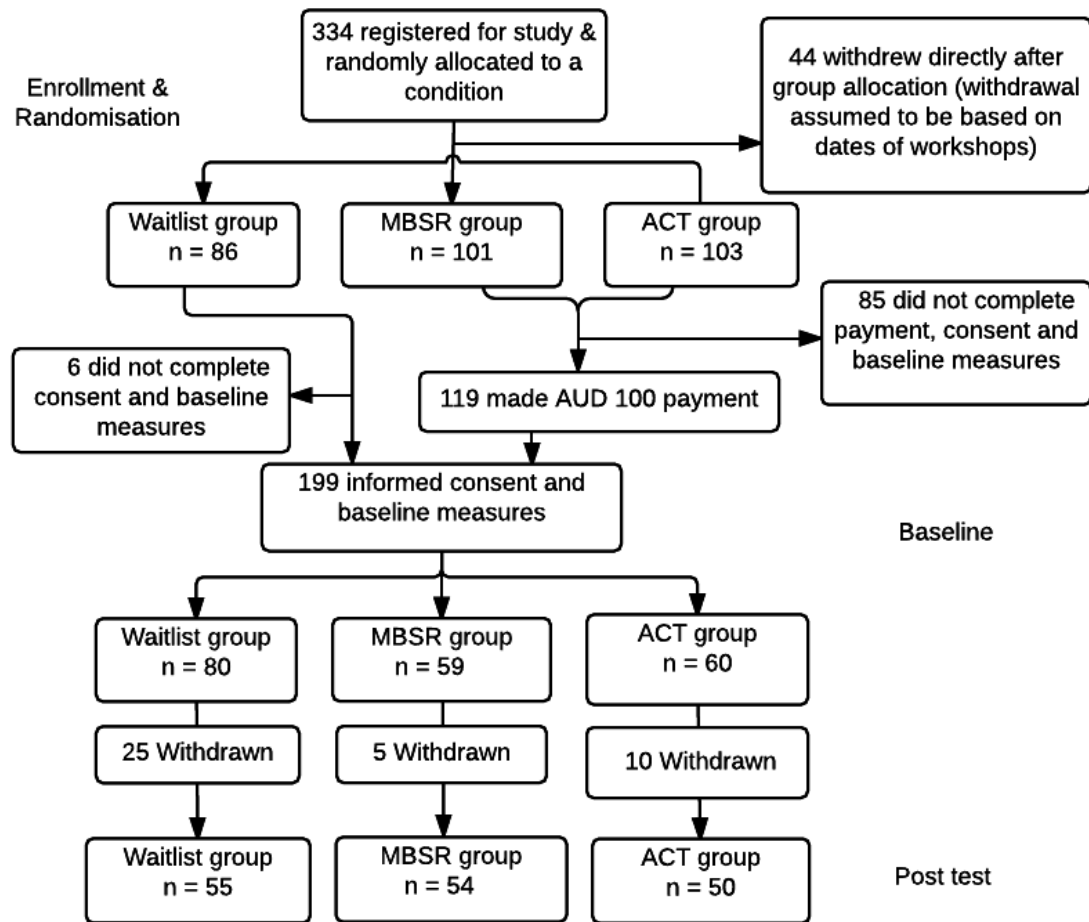 334 registered for study &
randomly allocated to a
condition
44 withdrew directly after
group allocation (withdrawal
assumed to be based on
dates of workshops)
Enrollment &
Randomisation
Waitlist group
n = 86
MBSR group
n = 101
ACT group
n = 103
85 did not complete
payment, consent and
baseline measures
6 did not complete
consent and baseline
measures
119 made AUD 100 payment
199 informed consent and
baseline measures
Baseline
Waitlist group
n = 80
MBSR group
n = 59
ACT group
n = 60
25 Withdrawn
5 Withdrawn
10 Withdrawn
Waitlist group
n = 55
MBSR group
n = 54
ACT group
n = 50
Post test